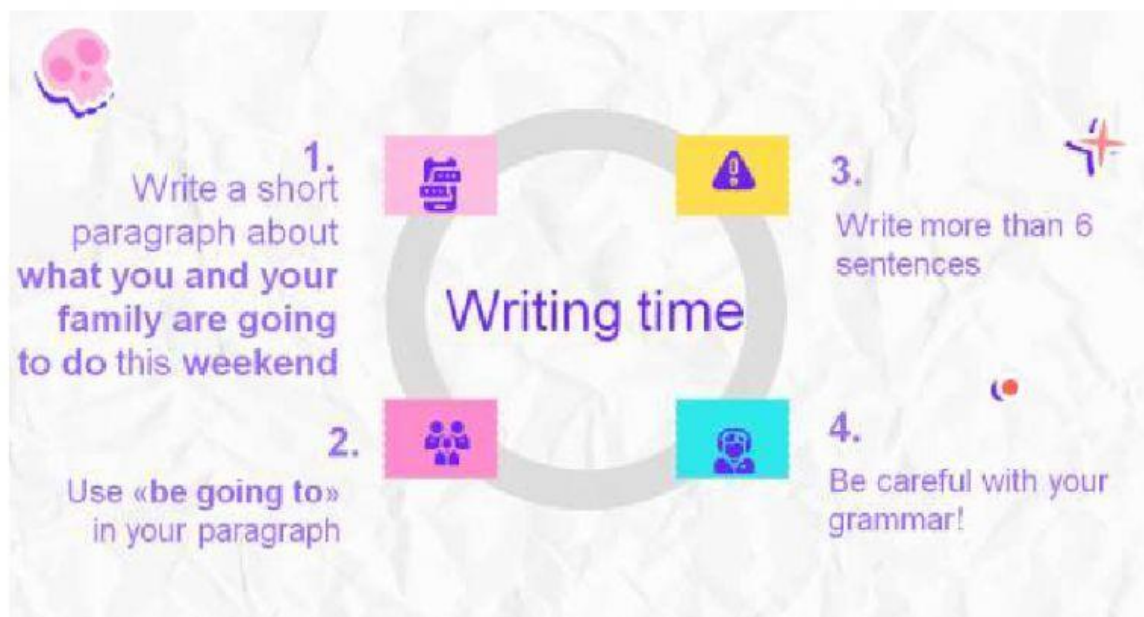 1.
Write a short
paragraph about
what you and your
family are going
to do this weekend
2.
Use «be going to»
in your paragraph
Writing time
3.
Write more than 6
sentences
4.
Be careful with your
grammar!